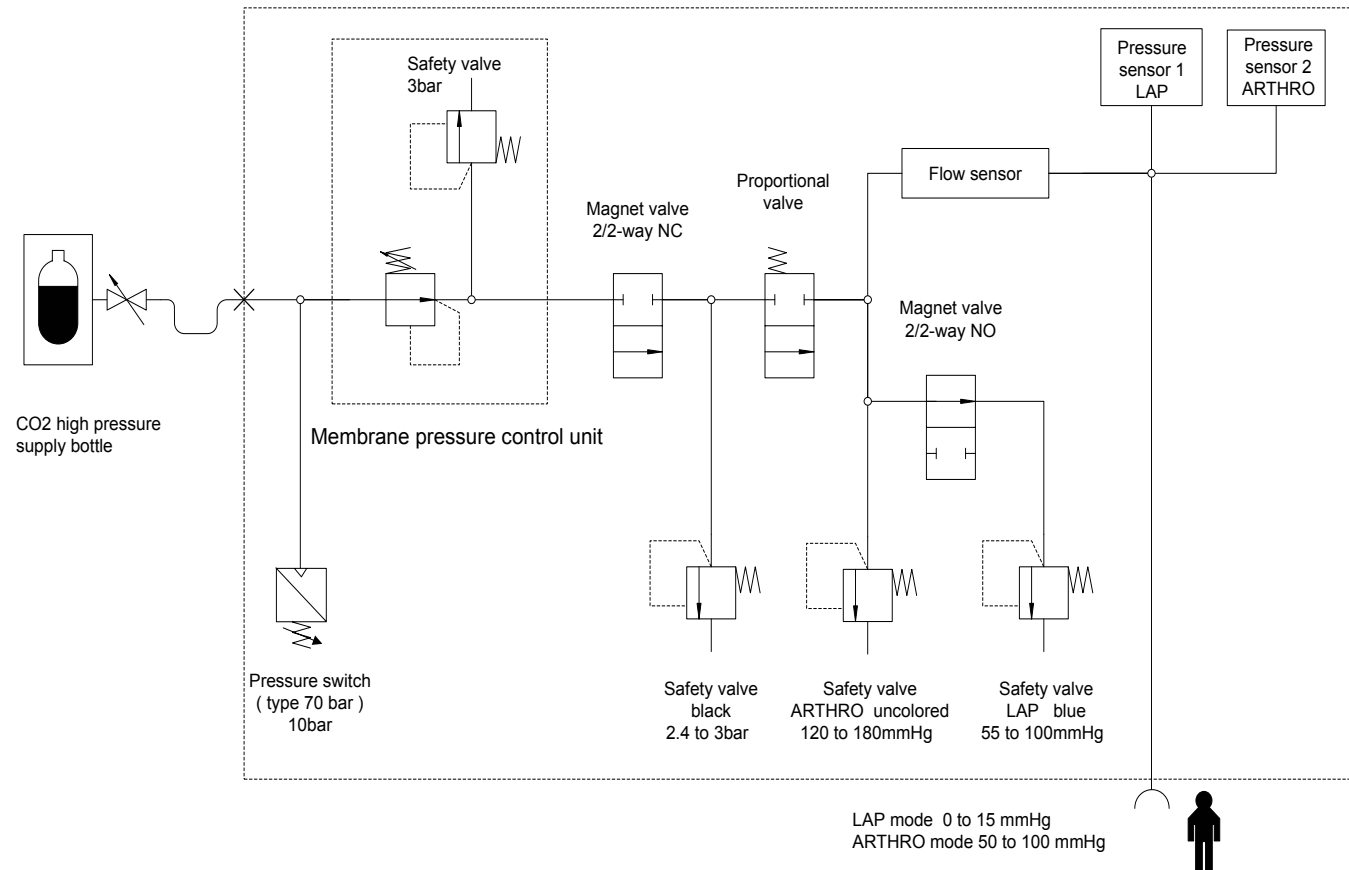 Safety valve
3bar
Pressure
sensor 1
LAP
Pressure
sensor 2
ARTHRO
Flow sensor
Proportional
valve
Magnet valve
2/2-way NC
Magnet valve
2/2-way NO
CO2 high pressure
supply bottle
Membrane pressure control unit
Pressure switch
( type 70 bar )
10bar
Safety valve
black
2.4 to 3bar
Safety valve
ARTHRO uncolored
120 to 180mmHg
Safety valve
LAP blue
55 to 100mmHg
LAP mode 0 to 15 mmHg
ARTHRO mode 50 to 100 mmHg